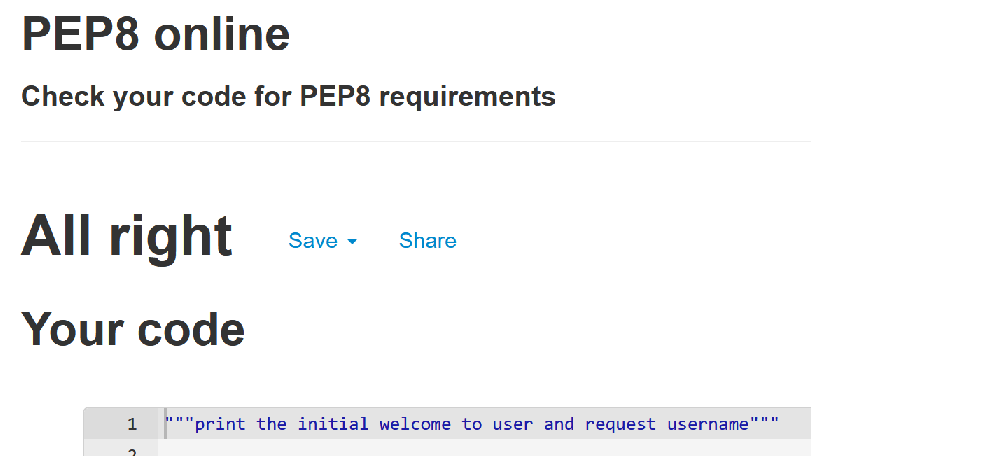 PEP8 online
Check your code for PEP8 requirements
All right Save Share
Your code
1 """print the initial welcome to user and request username"""
2